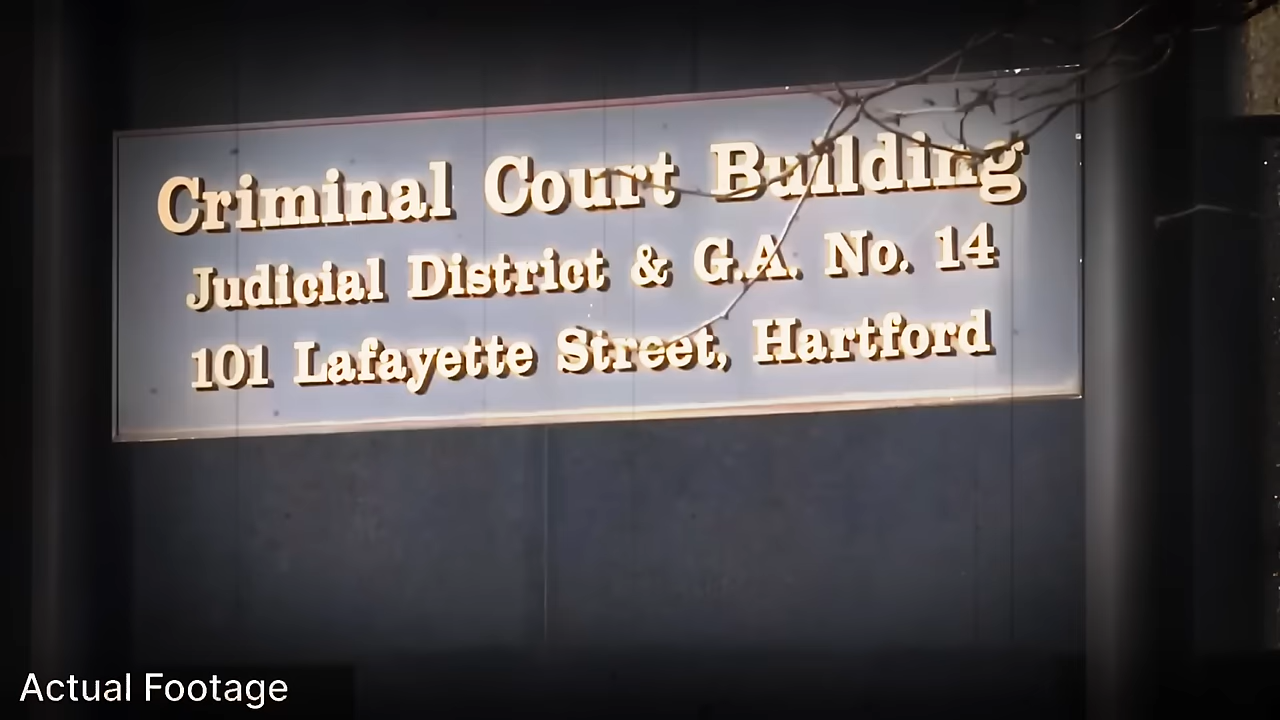 Criminal Court Building
Judicial District & G.A. No. 14
101 Lafayette Street, Hartford
Actual Footage